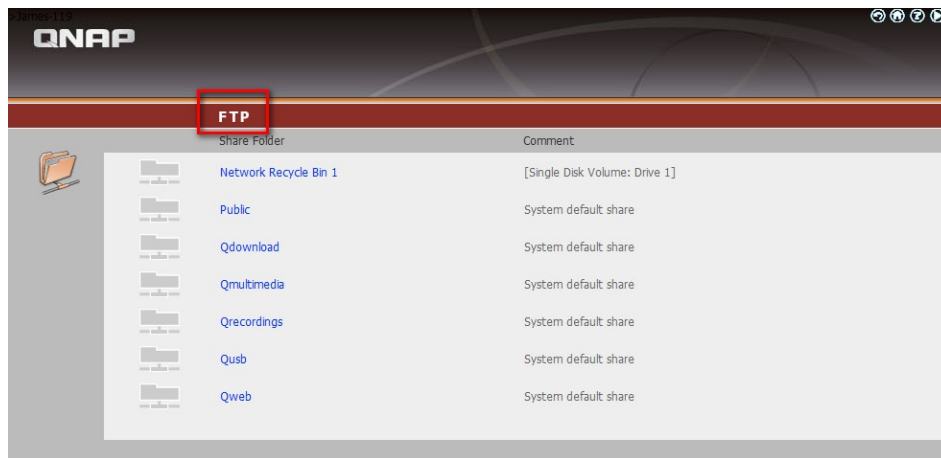 >James-119
QNAP
FTP
Share Folder Comment
Network Recycle Bin 1 [Single Disk Volume: Drive 1]
Public System default share
Qdownload System default share
Qmultimedia System default share
Qrecordings System default share
Qusb System default share
Qweb System default share